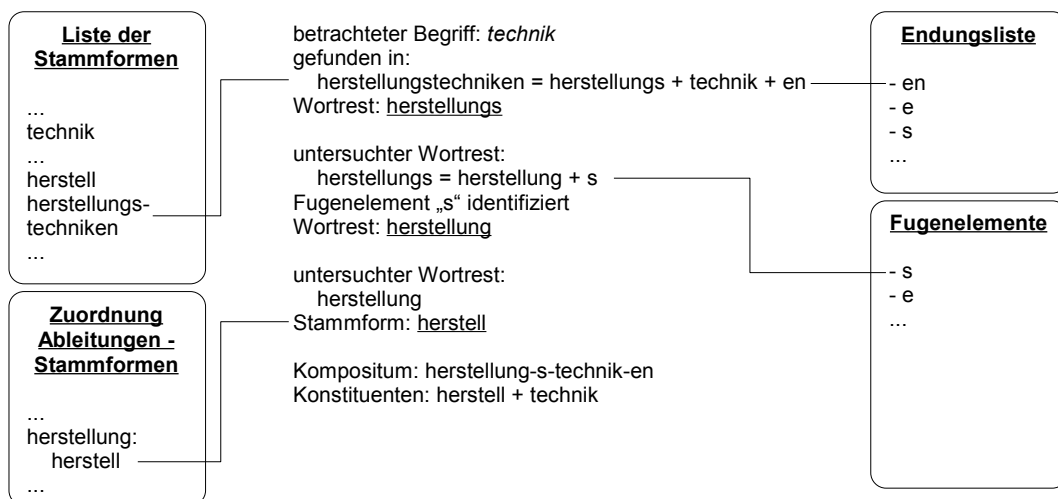 Liste der
Stammformen
...
technik
...
herstell
herstellungs-
techniken
...
Zuordnung
Ableitungen -
Stammformen
...
herstellung:
herstell
...
betrachteter Begriff: technik
gefunden in:
herstellungstechniken = herstellungs + technik + en
Wortrest: herstellungs
untersuchter Wortrest:
herstellungs = herstellung + s
Fugenelement „s“ identifiziert
Wortrest: herstellung
untersuchter Wortrest:
herstellung
Stammform: herstell
Kompositum: herstellung-s-technik-en
Konstituenten: herstell + technik
Endungsliste
- en
- e
- s
...
Fugenelemente
- s
- e
...